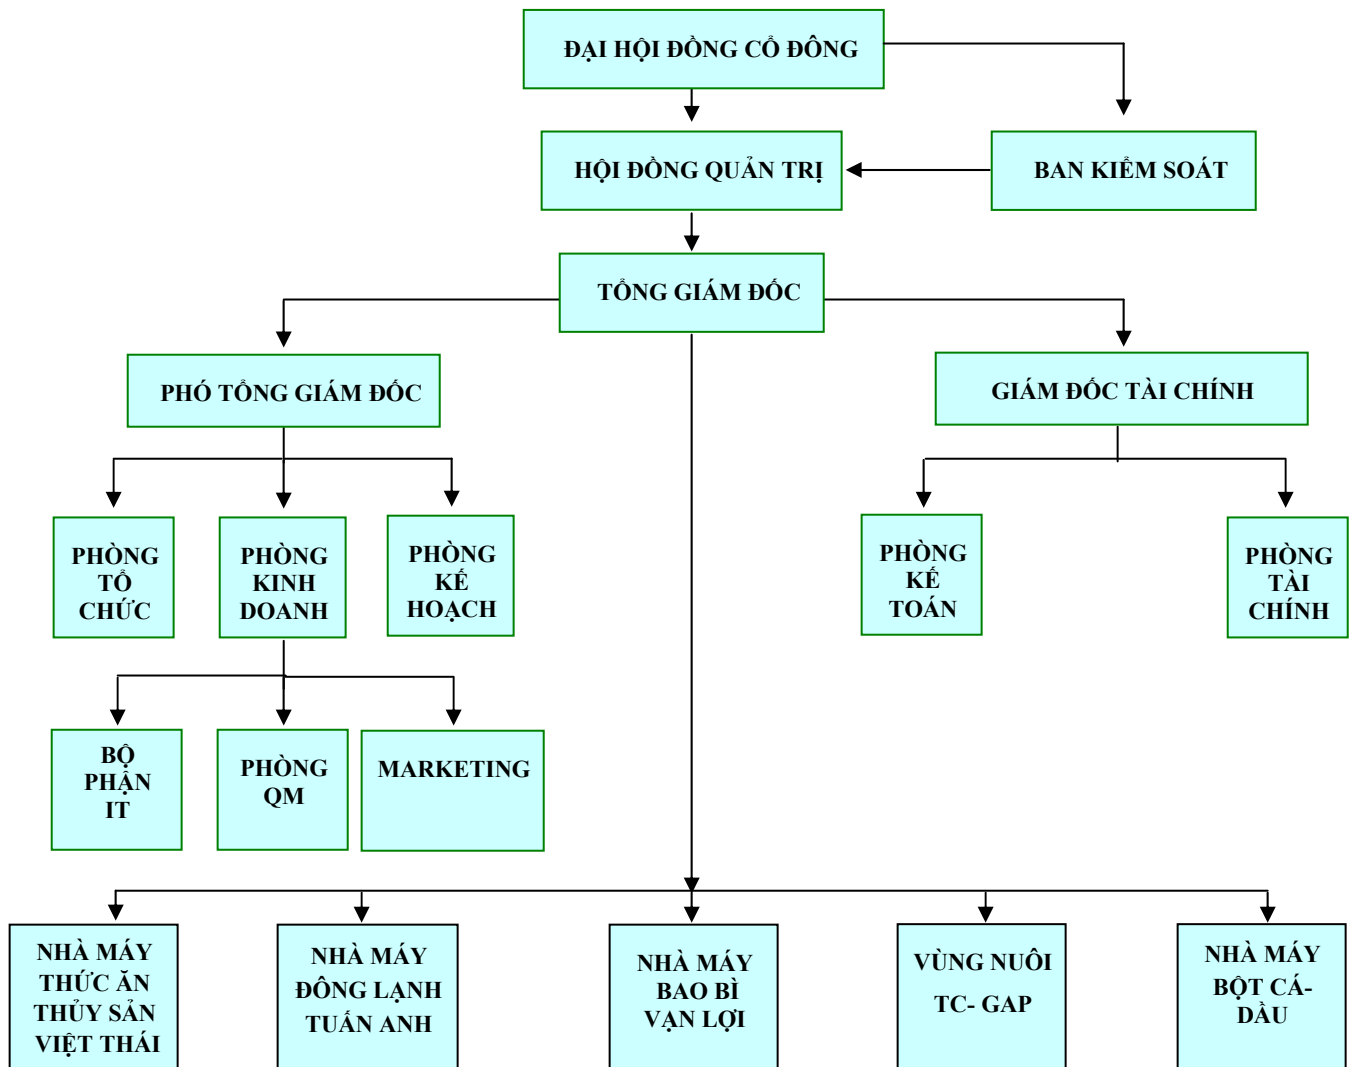 ĐẠI HỘI ĐỒNG CỔ ĐÔNG
HỘI ĐỒNG QUẢN TRỊ
BAN KIỂM SOÁT
TỔNG GIÁM ĐỐC
PHÓ TỔNG GIÁM ĐỐC
GIÁM ĐỐC TÀI CHÍNH
PHÒNG
TỔ
CHỨC
PHÒNG
KINH
DOANH
PHÒNG
KẾ
HOẠCH
PHÒNG
KẾ
TOÁN
PHÒNG
TÀI
CHÍNH
BỘ
PHẬN
IT
PHÒNG
QM
MARKETING
NHÀ MÁY
THỨC ĂN
THỦY SẢN
VIỆT THÁI
NHÀ MÁY
ĐÔNG LẠNH
TUẤN ANH
NHÀ MÁY
BAO BÌ
VẠN LỢI
VÙNG NUÔI
TC- GAP
NHÀ MÁY
BỘT CÁ-
DẦU